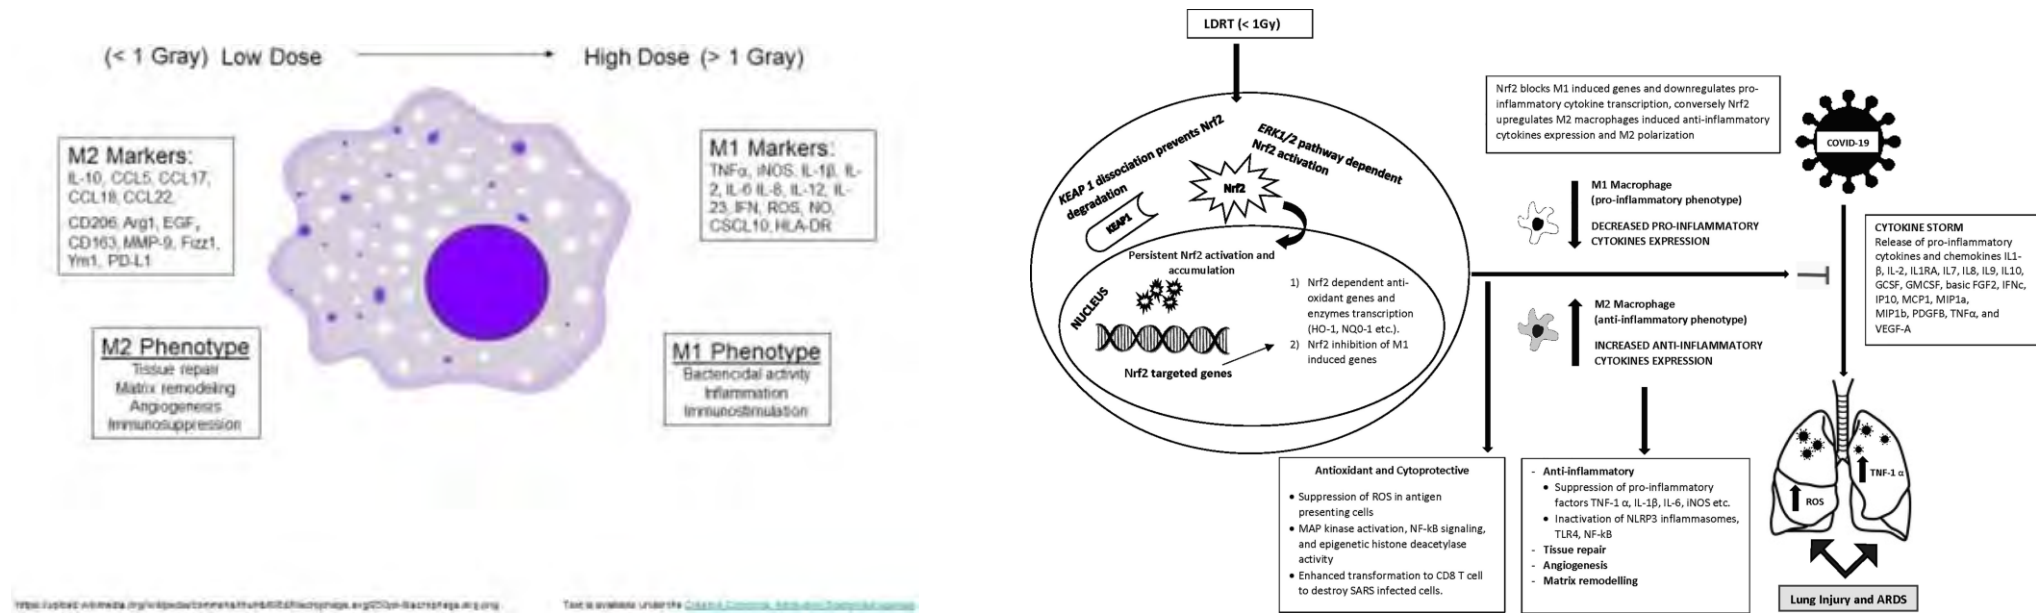 (< 1 Gray) Low Dose
High Dose (> 1 Gray)
M2 Markers:
IL-10, CCL5, CCL17,
CCL18, CCL22,
CD206, Arg1, EGF,
CD163, MMP-9, Fizz1,
Ym1, PD-L1
M1 Markers:
TNFα, iNOS, IL-1β, IL-
2, IL-6 IL-8, IL-12, IL-
23, IFN, ROS, NO,
CSCL10, HLA-DR
M2 Phenotype
Tissue repair
Matrix remodeling
Angiogenesis
Immunosuppression
M1 Phenotype
Bactericidal activity
Inflammation
Immunostimulation
Text is available under the
LDRT (< 1Gy)
KEAP 1 dissociation prevents Nrf2
degradation
ERK1/2 pathway dependent
Nrf2 activation
Nrf2
KEAP1
Persistent Nrf2 activation and
accumulation
NUCLEUS
Nrf2 targeted genes
1) Nrf2 dependent anti-
oxidant genes and
enzymes transcription
(HO-1, NQ0-1 etc.).
2) Nrf2 inhibition of M1
induced genes
Nrf2 blocks M1 induced genes and downregulates pro-
inflammatory cytokine transcription, conversely Nrf2
upregulates M2 macrophages induced anti-inflammatory
cytokines expression and M2 polarization
M1 Macrophage
(pro-inflammatory phenotype)
DECREASED PRO-INFLAMMATORY
CYTOKINES EXPRESSION
M2 Macrophage
(anti-inflammatory phenotype)
INCREASED ANTI-INFLAMMATORY
CYTOKINES EXPRESSION
COVID-19
CYTOKINE STORM
Release of pro-inflammatory
cytokines and chemokines IL1-
β, IL-2, IL1RA, IL7, IL8, IL9, IL10,
GCSF, GMCSF, basic FGF2, IFNc,
IP10, MCP1, MIP1a,
MIP1b, PDGFB, TNFα, and
VEGF-A
Antioxidant and Cytoprotective
• Suppression of ROS in antigen
presenting cells
• MAP kinase activation, NF-kB signaling,
and epigenetic histone deacetylase
activity
• Enhanced transformation to CD8 T cell
to destroy SARS infected cells.
- Anti-inflammatory
• Suppression of pro-inflammatory
factors TNF-1 α, IL-1β, IL-6, iNOS etc.
• Inactivation of NLRP3 inflammasomes,
TLR4, NF-kB
- Tissue repair
- Angiogenesis
- Matrix remodelling
TNF-1 α
ROS
Lung Injury and ARDS